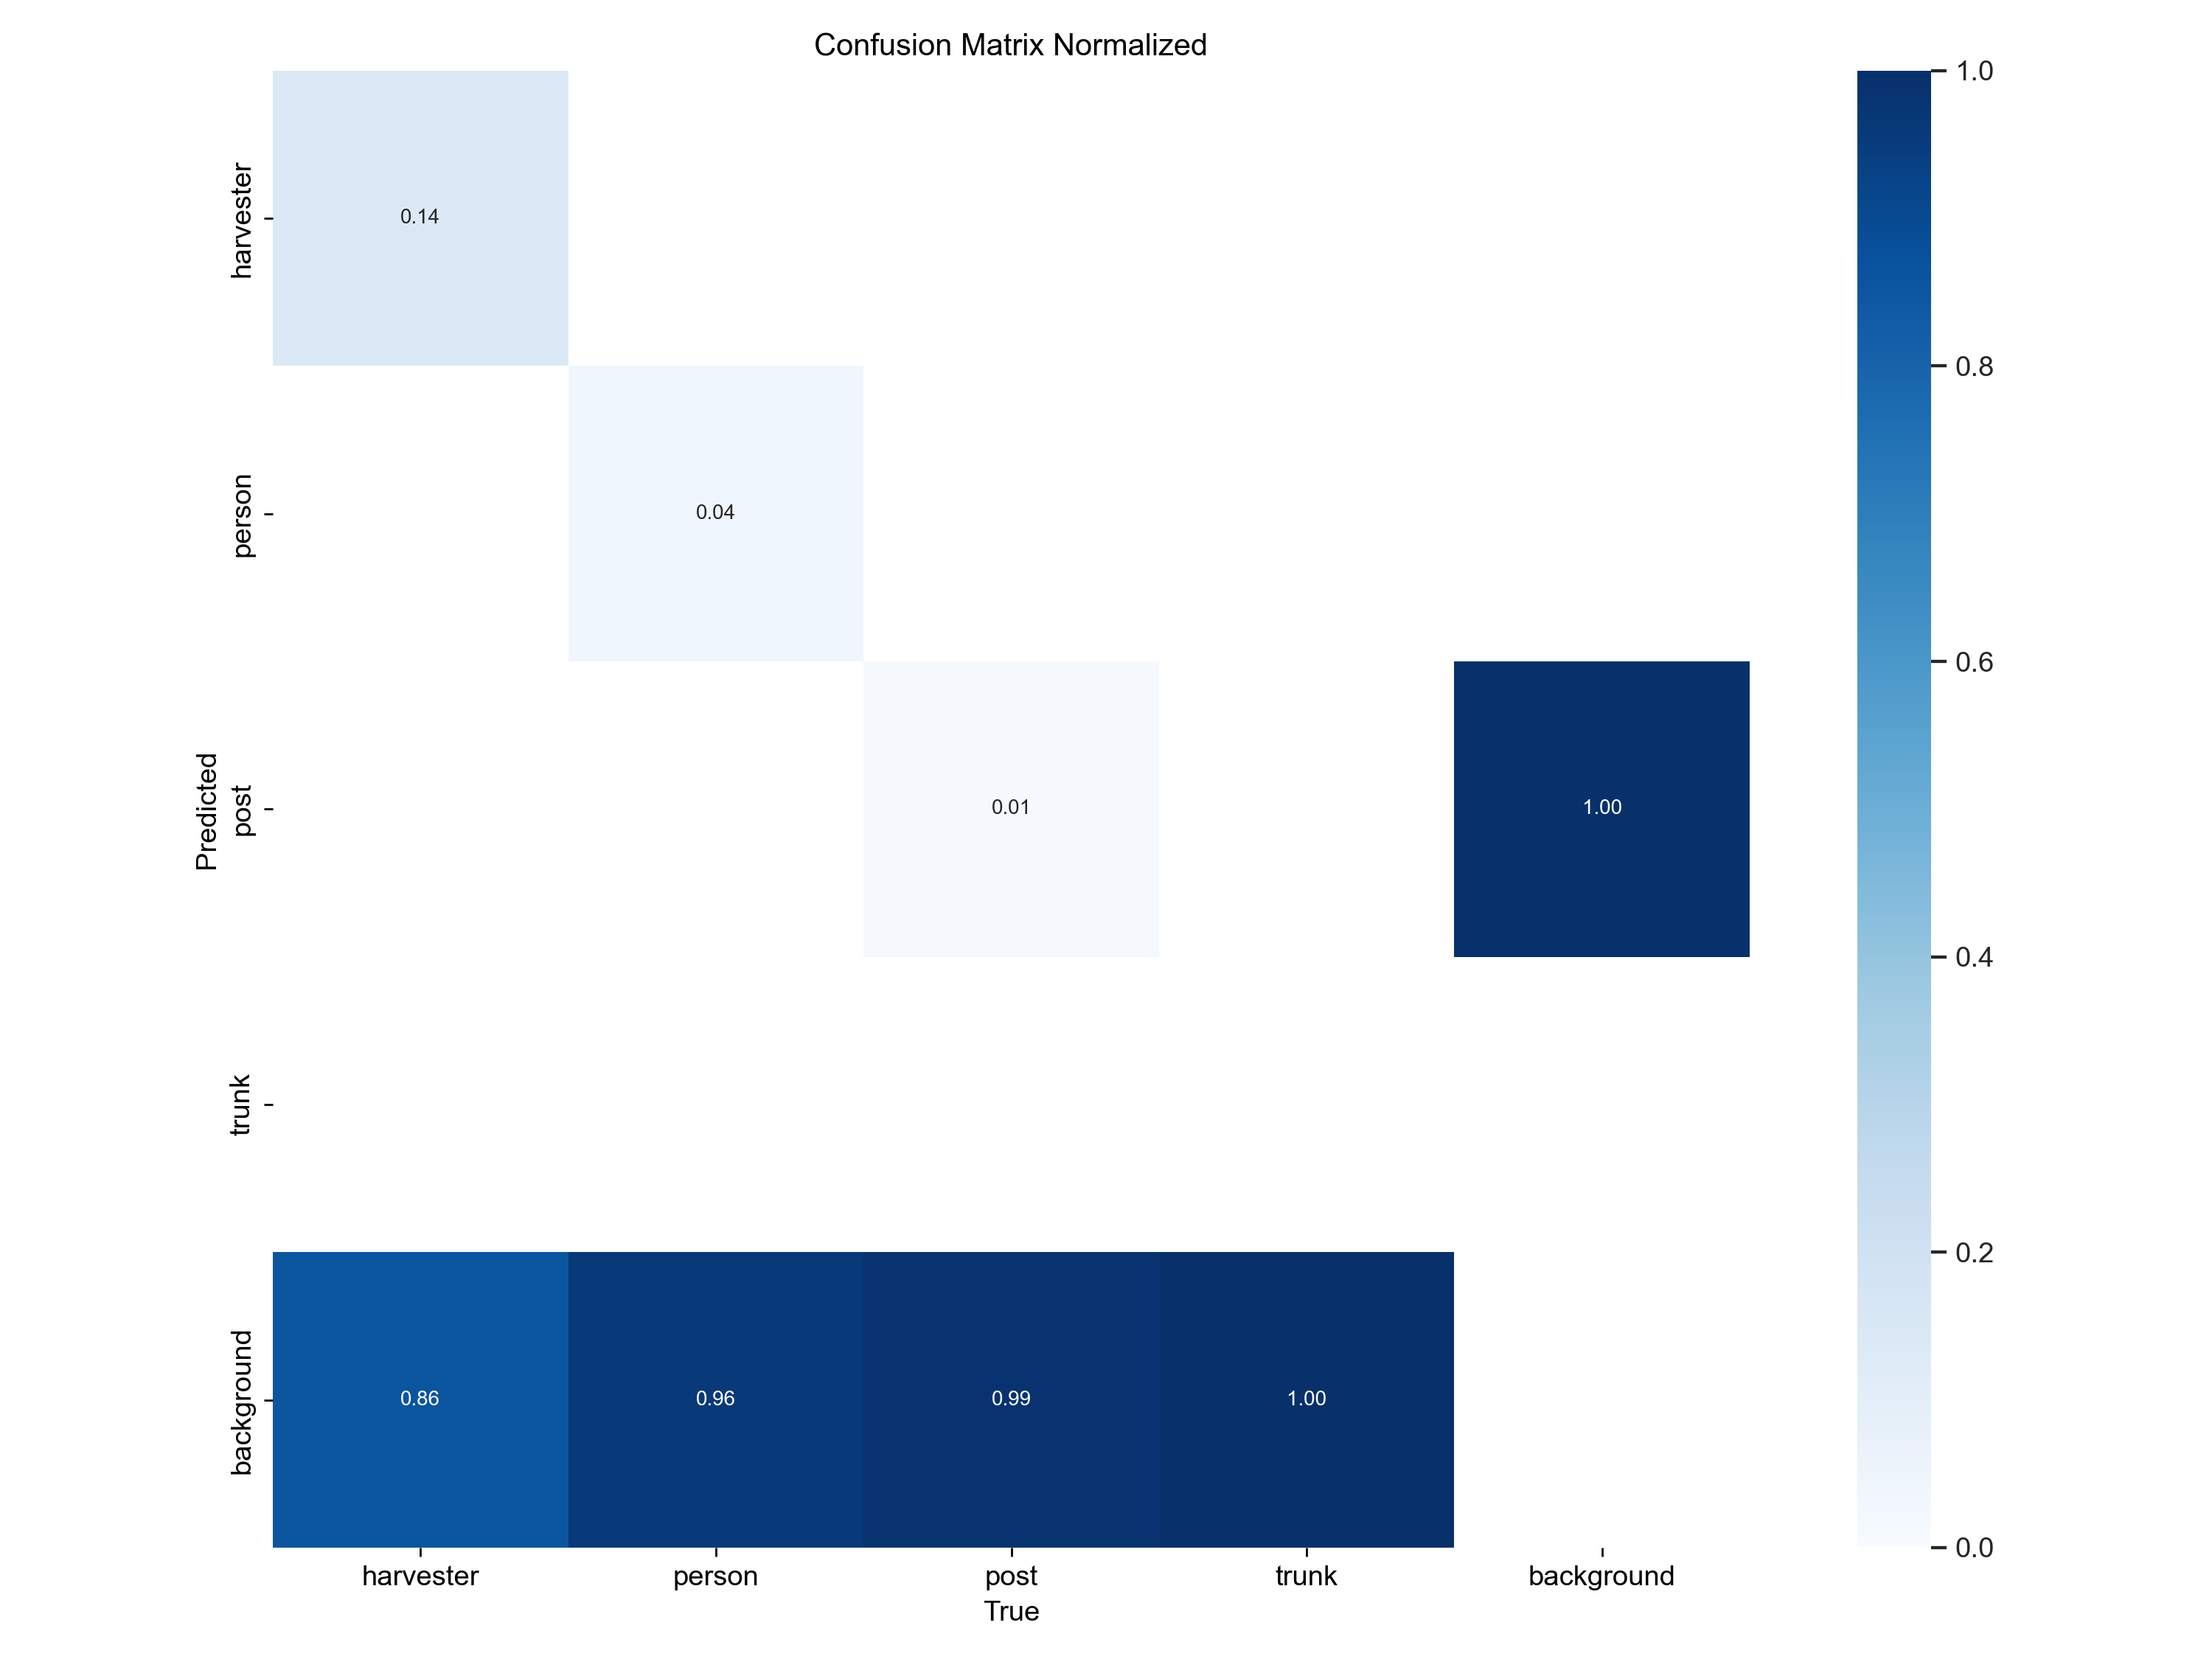 Confusion Matrix Normalized
harvester
person
post
trunk
background
Predicted
0.14
0.04
0.01
1.00
0.86
0.96
0.99
1.00
harvester
person
post
trunk
background
True
1.0
0.8
0.6
0.4
0.2
0.0